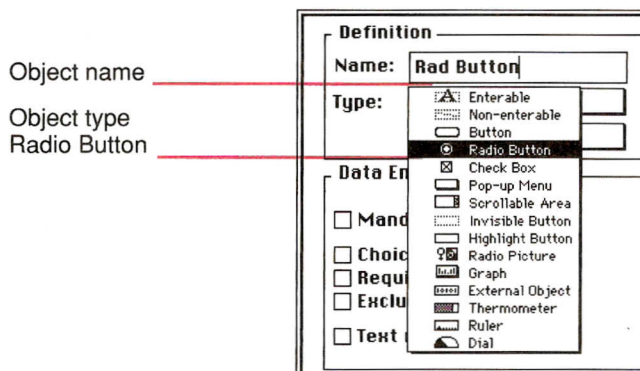 Object name
Object type
Radio Button
Definition
Name: Rad Button
Type:
Enterable
Non-enterable
Button
Radio Button
Check Box
Pop-up Menu
Scrollable Area
Invisible Button
Highlight Button
Radio Picture
Graph
External Object
Thermometer
Ruler
Dial
Data En
Mand
Choic
Requi
Exclu
Text